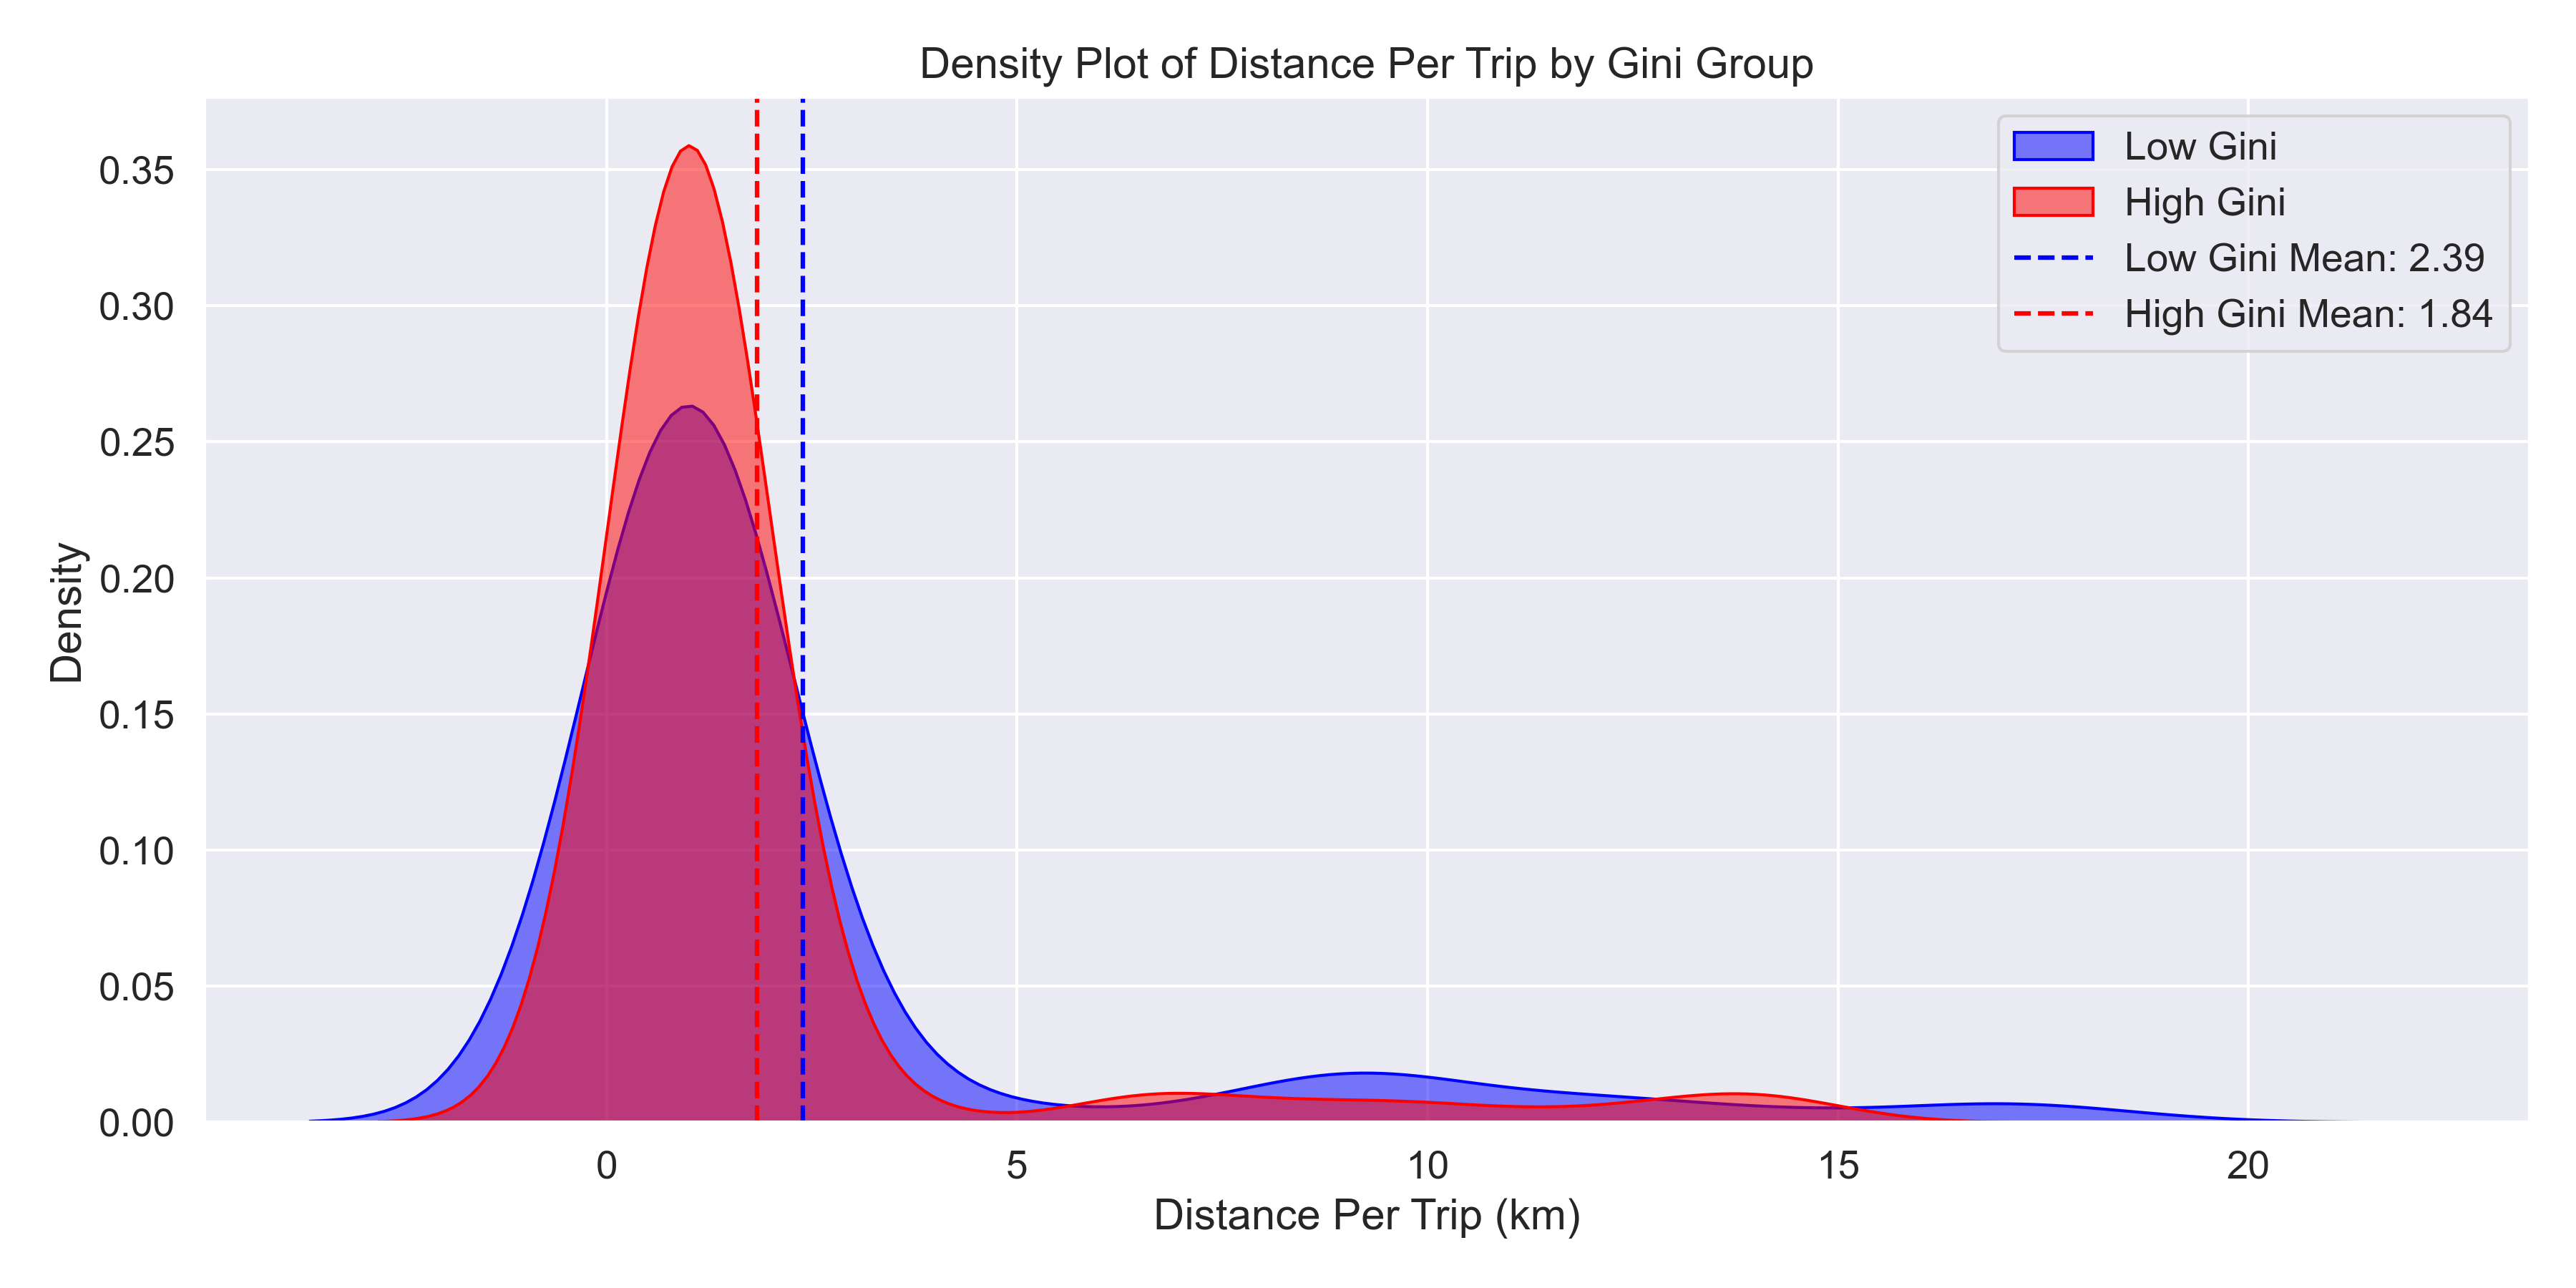 Density Plot of Distance Per Trip by Gini Group
Low Gini
High Gini
Low Gini Mean: 2.39
High Gini Mean: 1.84
Density
0.35
0.30
0.25
0.20
0.15
0.10
0.05
0.00
0 5 10 15 20
Distance Per Trip (km)